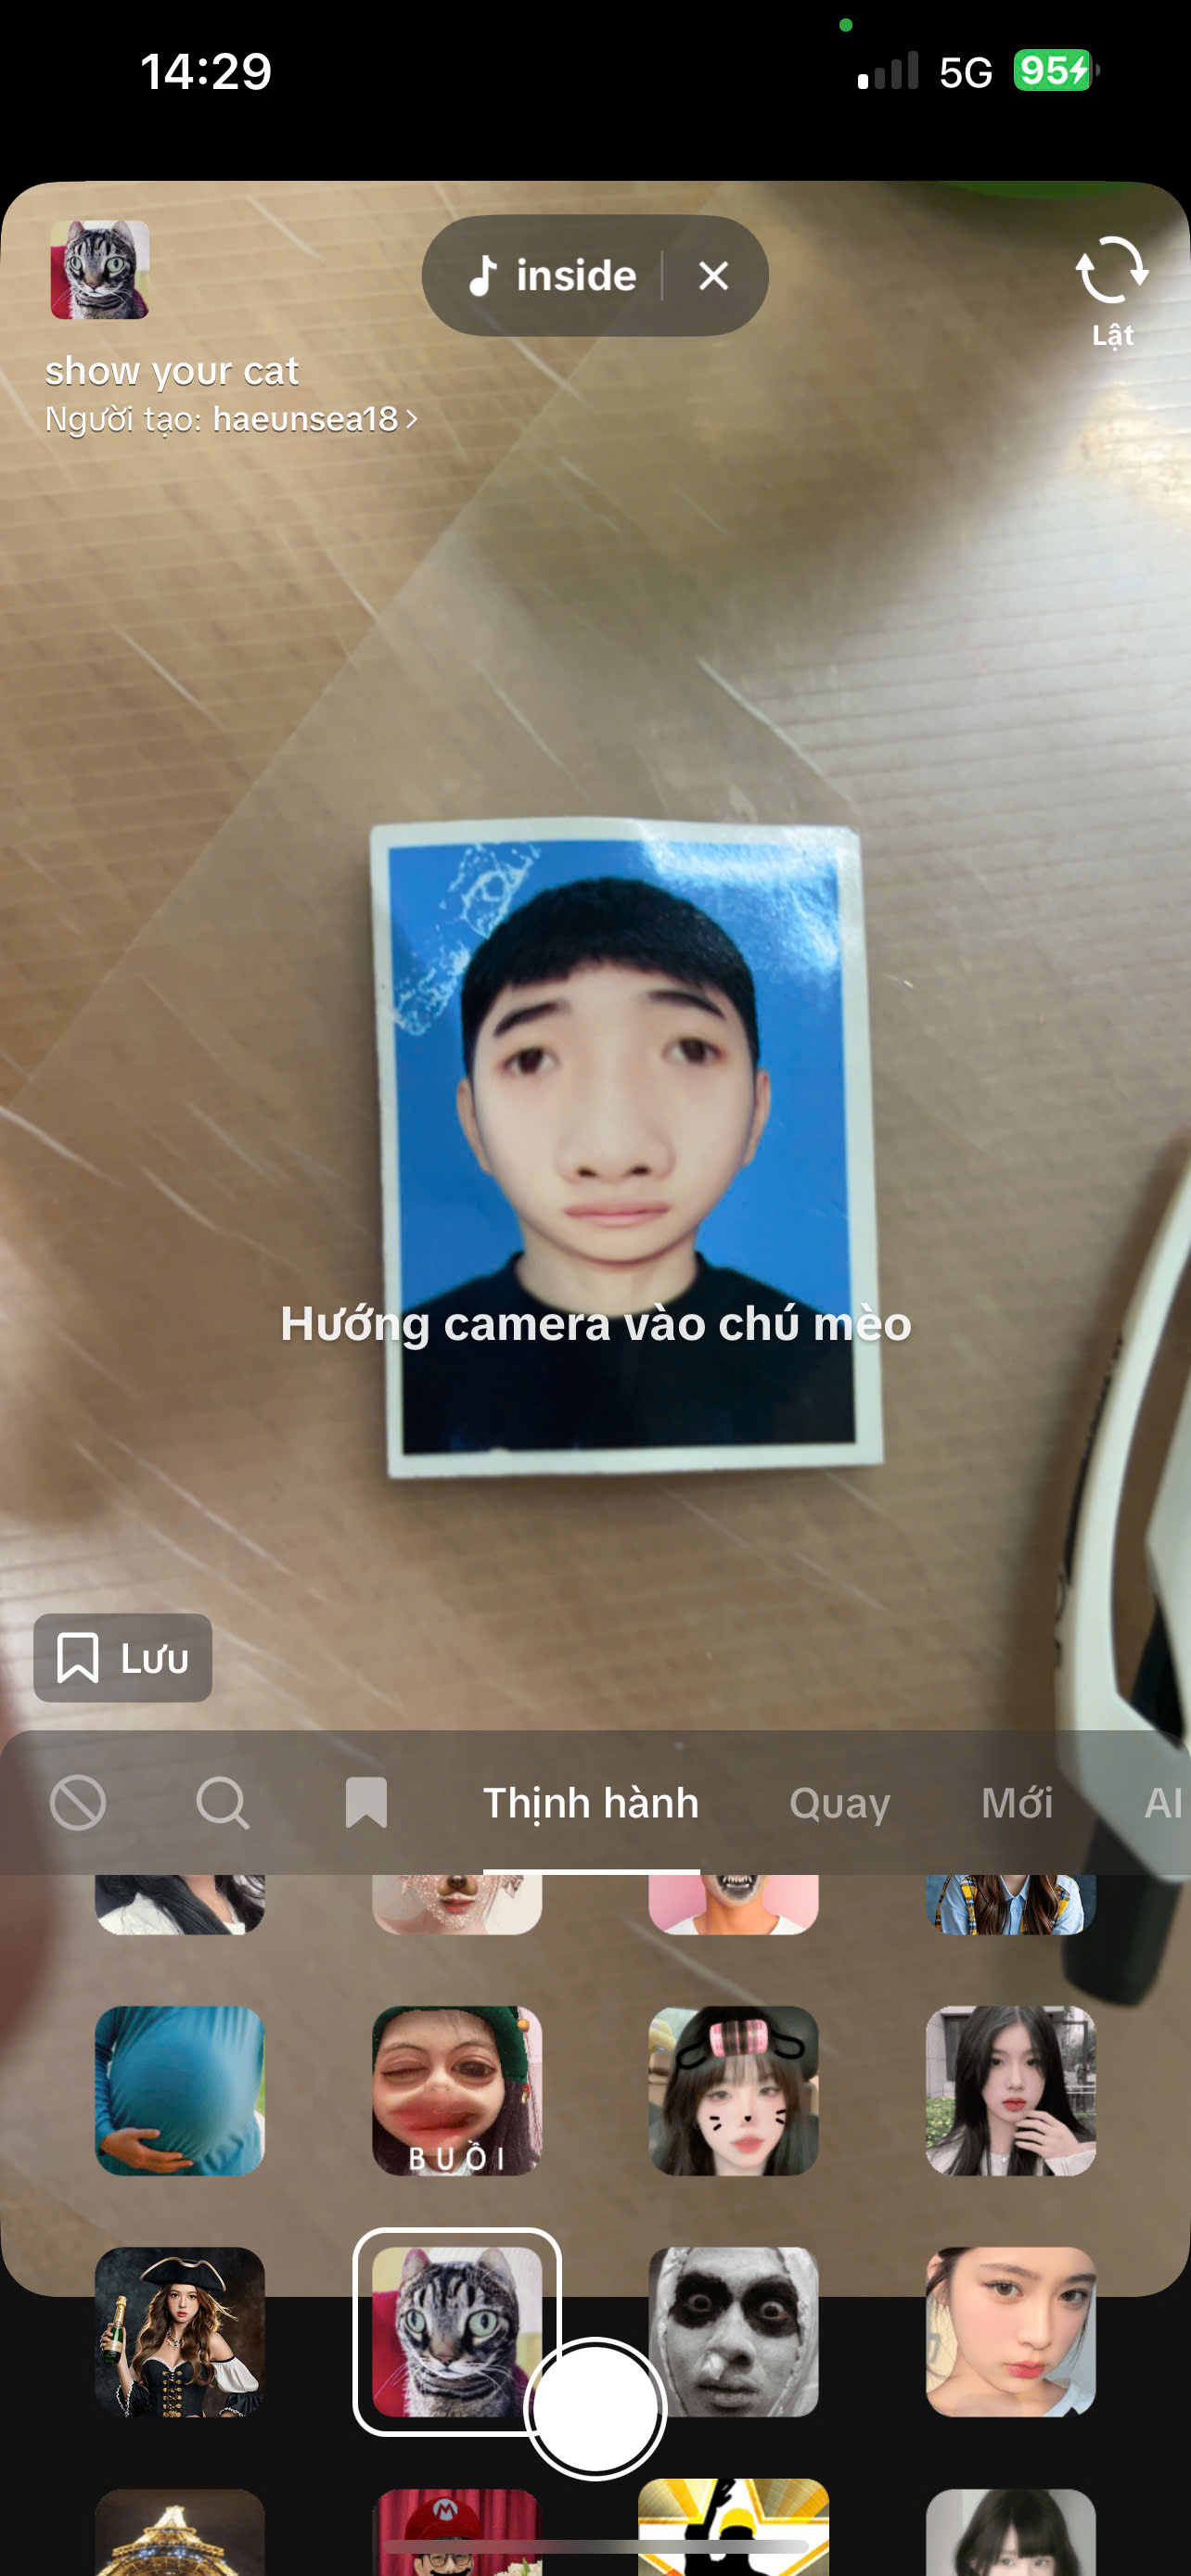 14:29
5G
95
inside
Lật
show your cat
Người tạo: haeunsea18
Hướng camera vào chú mèo
Lưu
Thịnh hành
Quay
Mới
AI
BUỒI